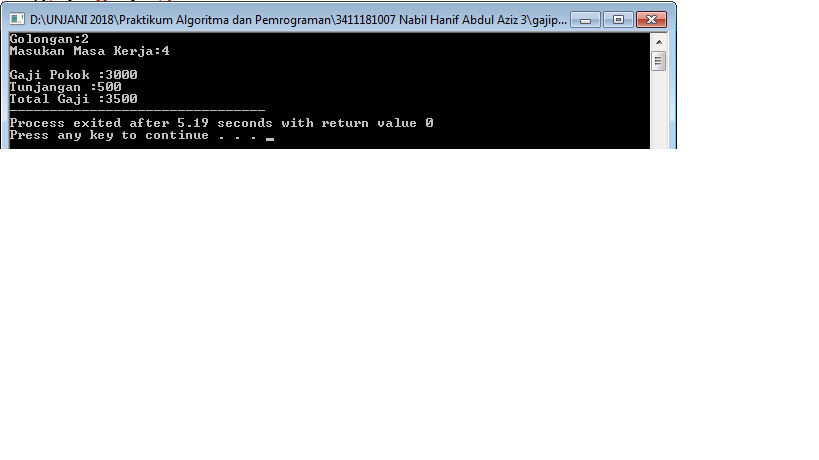 D:\UNJANI 2018\Praktikum Algoritma dan Pemrograman\3411181007 Nabil Hanif Abdul Aziz 3\gajip...
Golongan:2
Masukan Masa Kerja:4
Gaji Pokok :3000
Tunjangan :500
Total Gaji :3500
--------------------------------
Process exited after 5.19 seconds with return value 0
Press any key to continue . . . _